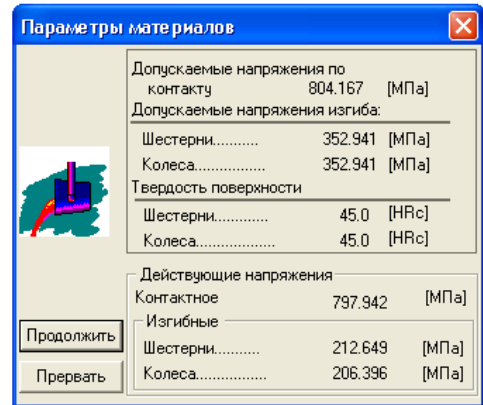 Параметры материалов
Допускаемые напряжения по
контакту 804.167 [МПа]
Допускаемые напряжения изгиба:
Шестерни........... 352.941 [МПа]
Колеса................. 352.941 [МПа]
Твердость поверхности
Шестерни............. 45.0 [HRc]
Колеса................... 45.0 [HRc]
Действующие напряжения
Контактное 797.942 [МПа]
Изгибные
Шестерни........... 212.649 [МПа]
Колеса................. 206.396 [МПа]
Продолжить
Прервать